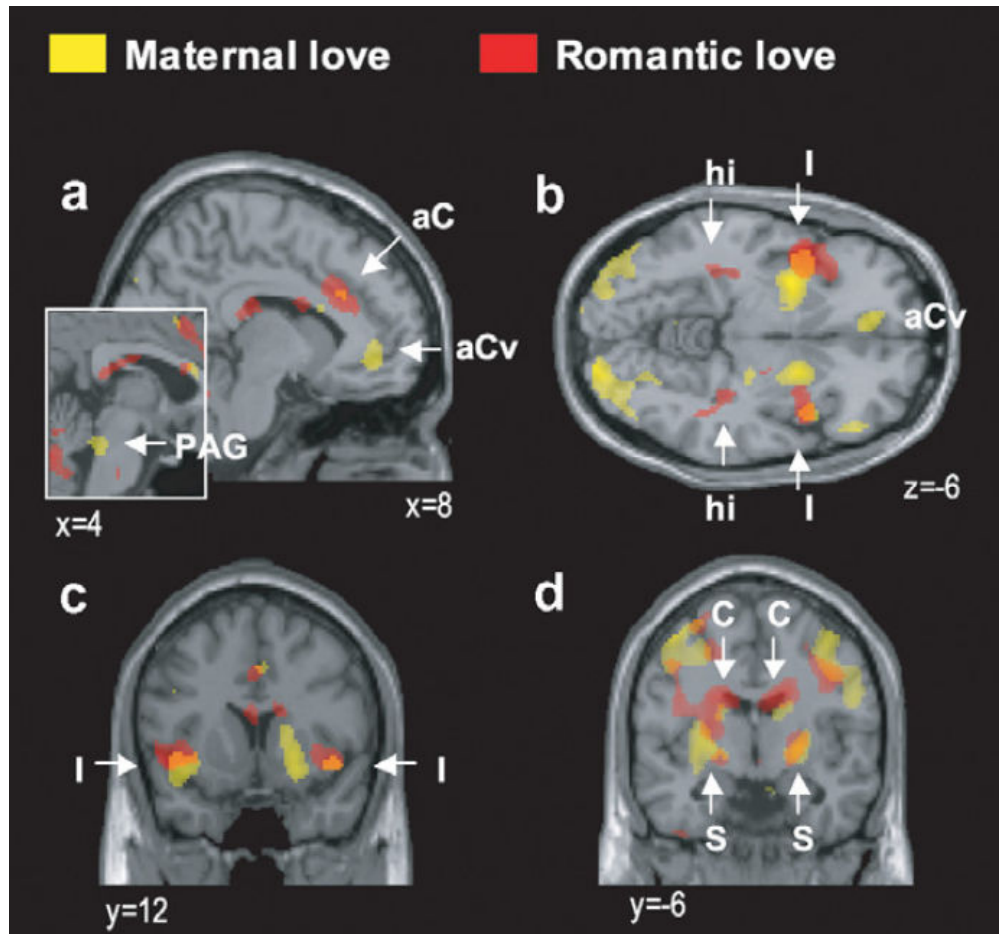 Maternal love Romantic love
a
aC
aCv
PAG
x=4
x=8
b
hi I
aCv
hi I
z=-6
c
I I
y=12
d
C C
S S
y=-6